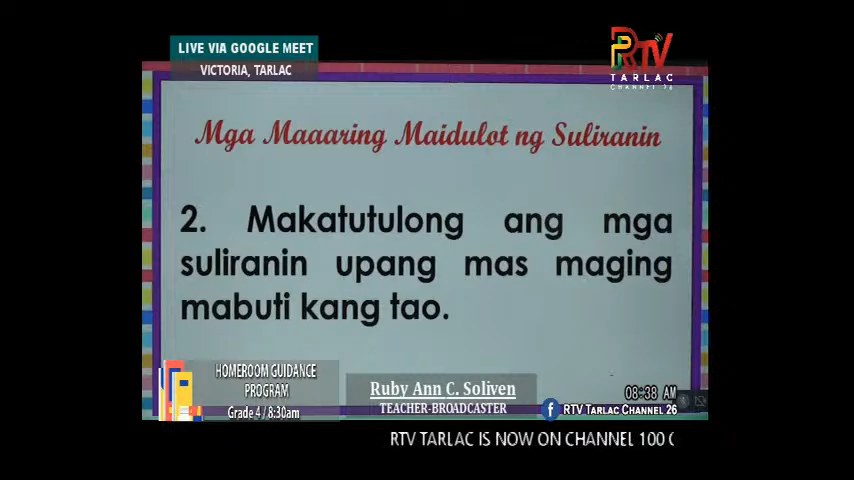 LIVE VIA GOOGLE MEET
VICTORIA, TARLAC
RTV
TARLAC
CHANNEL 26
Mga Maaaring Maidulot ng Suliranin
2. Makatutulong ang mga
suliranin upang mas maging
mabuti kang tao.
HOMEROOM GUIDANCE
PROGRAM
Grade 4 / 8:30am
Ruby Ann C. Soliven
TEACHER-BROADCASTER
08:38 AM
f RTV TARLAC CHANNEL 26
RTV TARLAC IS NOW ON CHANNEL 100